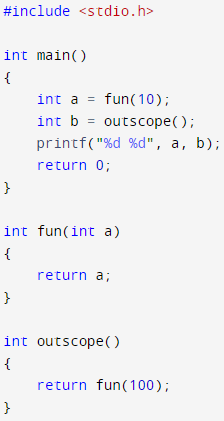 #include <stdio.h>
int main()
{
    int a = fun(10);
    int b = outscope();
    printf("%d %d", a, b);
    return 0;
}
int fun(int a)
{
    return a;
}
int outscope()
{
    return fun(100);
}